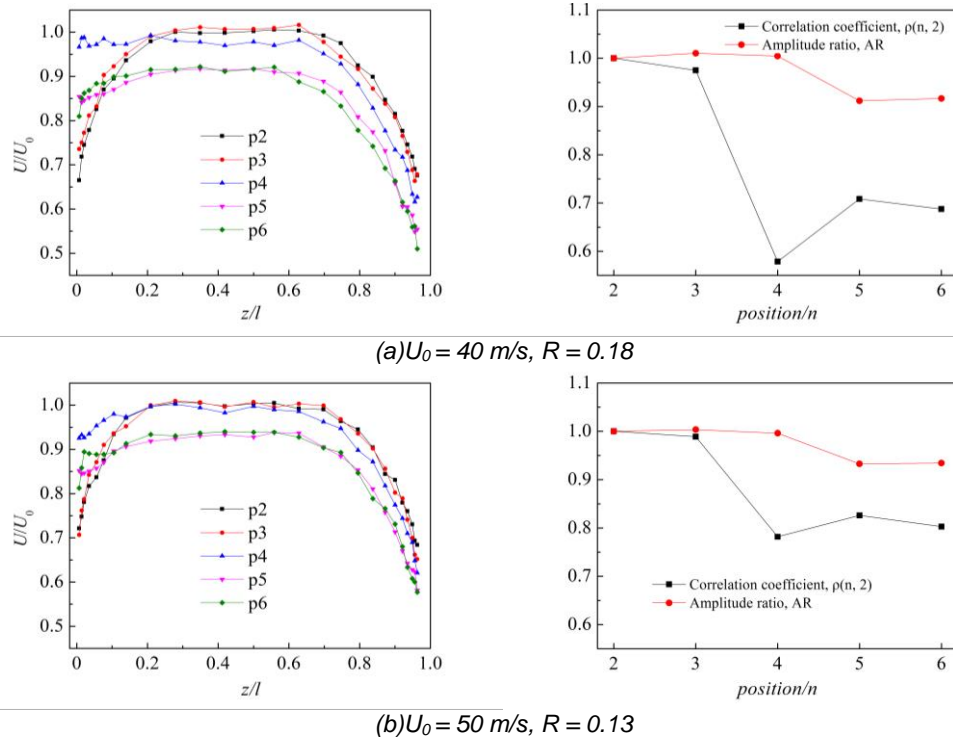 1.0
0.9
0.8
0.7
0.6
0.5
U/U0
p2
p3
p4
p5
p6
0 0.2 0.4 0.6 0.8 1.0
z/l
1.1
1.0
0.9
0.8
0.7
0.6
Correlation coefficient, ρ(n, 2)
Amplitude ratio, AR
2 3 4 5 6
position/n
(a)U0 = 40 m/s, R = 0.18
1.0
0.9
0.8
0.7
0.6
0.5
U/U0
p2
p3
p4
p5
p6
0 0.2 0.4 0.6 0.8 1.0
z/l
1.1
1.0
0.9
0.8
0.7
0.6
Correlation coefficient, ρ(n, 2)
Amplitude ratio, AR
2 3 4 5 6
position/n
(b)U0 = 50 m/s, R = 0.13